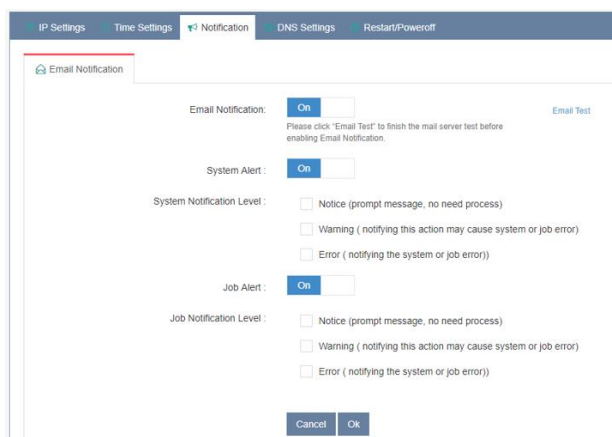 IP Settings Time Settings Notification DNS Settings Restart/Poweroff
Email Notification
Email Notification: On Email Test
Please click "Email Test" to finish the mail server test before
enabling Email Notification.
System Alert : On
System Notification Level : Notice (prompt message, no need process)
Warning ( notifying this action may cause system or job error)
Error ( notifying the system or job error))
Job Alert : On
Job Notification Level : Notice (prompt message, no need process)
Warning ( notifying this action may cause system or job error)
Error ( notifying the system or job error))
Cancel Ok